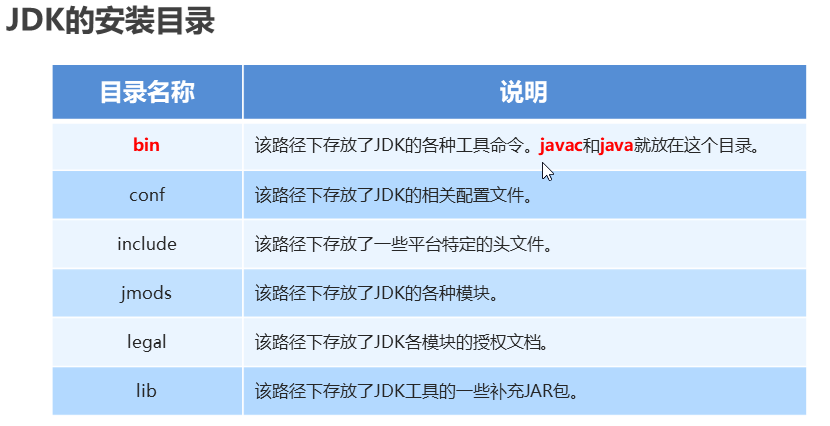 JDK的安装目录
目录名称 说明
bin 该路径下存放了JDK的各种工具命令。javac和java就放在这个目录。
conf 该路径下存放了JDK的相关配置文件。
include 该路径下存放了一些平台特定的头文件。
jmods 该路径下存放了JDK的各种模块。
legal 该路径下存放了JDK各模块的授权文档。
lib 该路径下存放了JDK工具的一些补充JAR包。